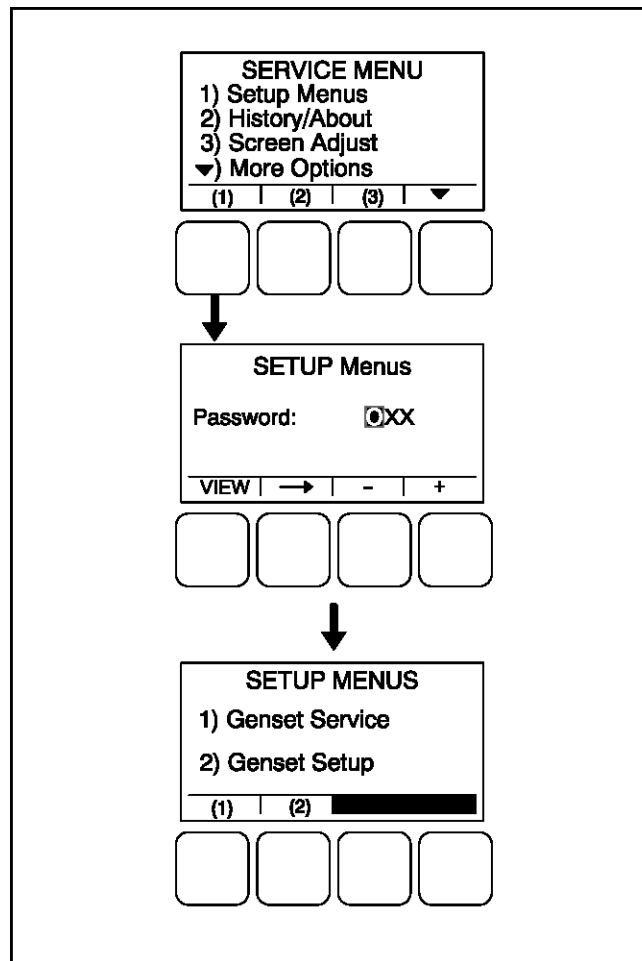 SERVICE MENU
1) Setup Menus
2) History/About
3) Screen Adjust
▼) More Options
(1) | (2) | (3) | ▼
SETUP Menus
Password: 0XX
VIEW | → | - | +
SETUP MENUS
1) Genset Service
2) Genset Setup
(1) | (2) |